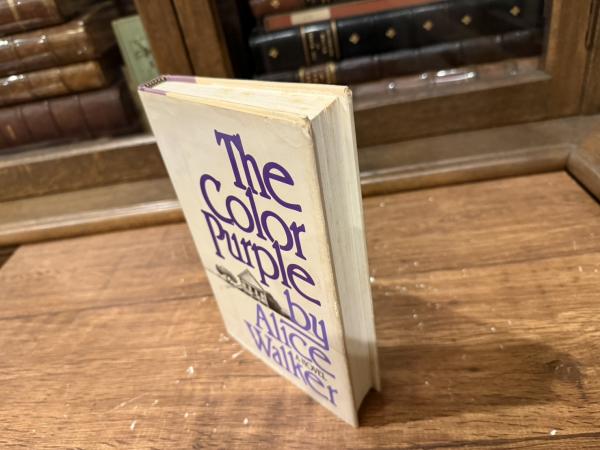 The
Color
Purple
by
Alice
A NOVEL
Walker